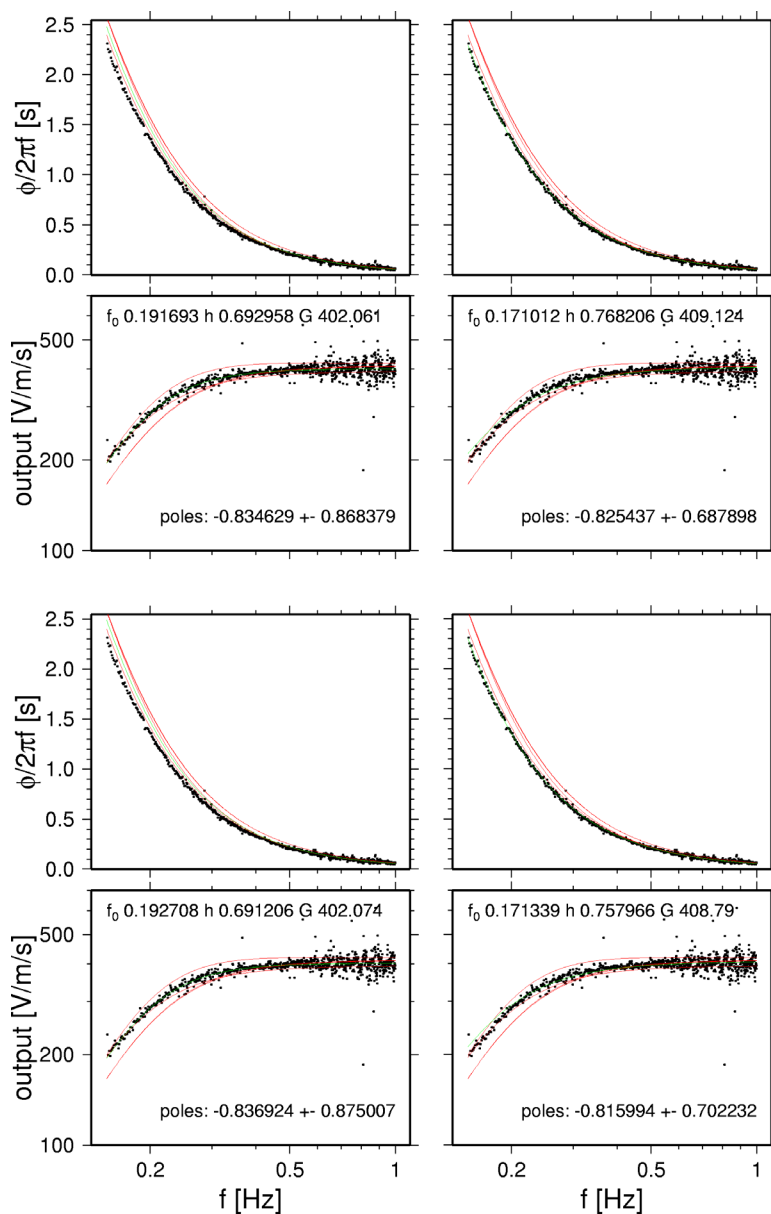 2.5
2.0
1.5
1.0
0.5
0.0
ϕ/2πf [s]
500
200
100
output [V/m/s]
f₀ 0.191693 h 0.692958 G 402.061
poles: -0.834629 +- 0.868379
f₀ 0.171012 h 0.768206 G 409.124
poles: -0.825437 +- 0.687898
2.5
2.0
1.5
1.0
0.5
0.0
ϕ/2πf [s]
500
200
100
output [V/m/s]
f₀ 0.192708 h 0.691206 G 402.074
poles: -0.836924 +- 0.875007
f₀ 0.171339 h 0.757966 G 408.79
poles: -0.815994 +- 0.702232
0.2 0.5 1
f [Hz]
0.2 0.5 1
f [Hz]